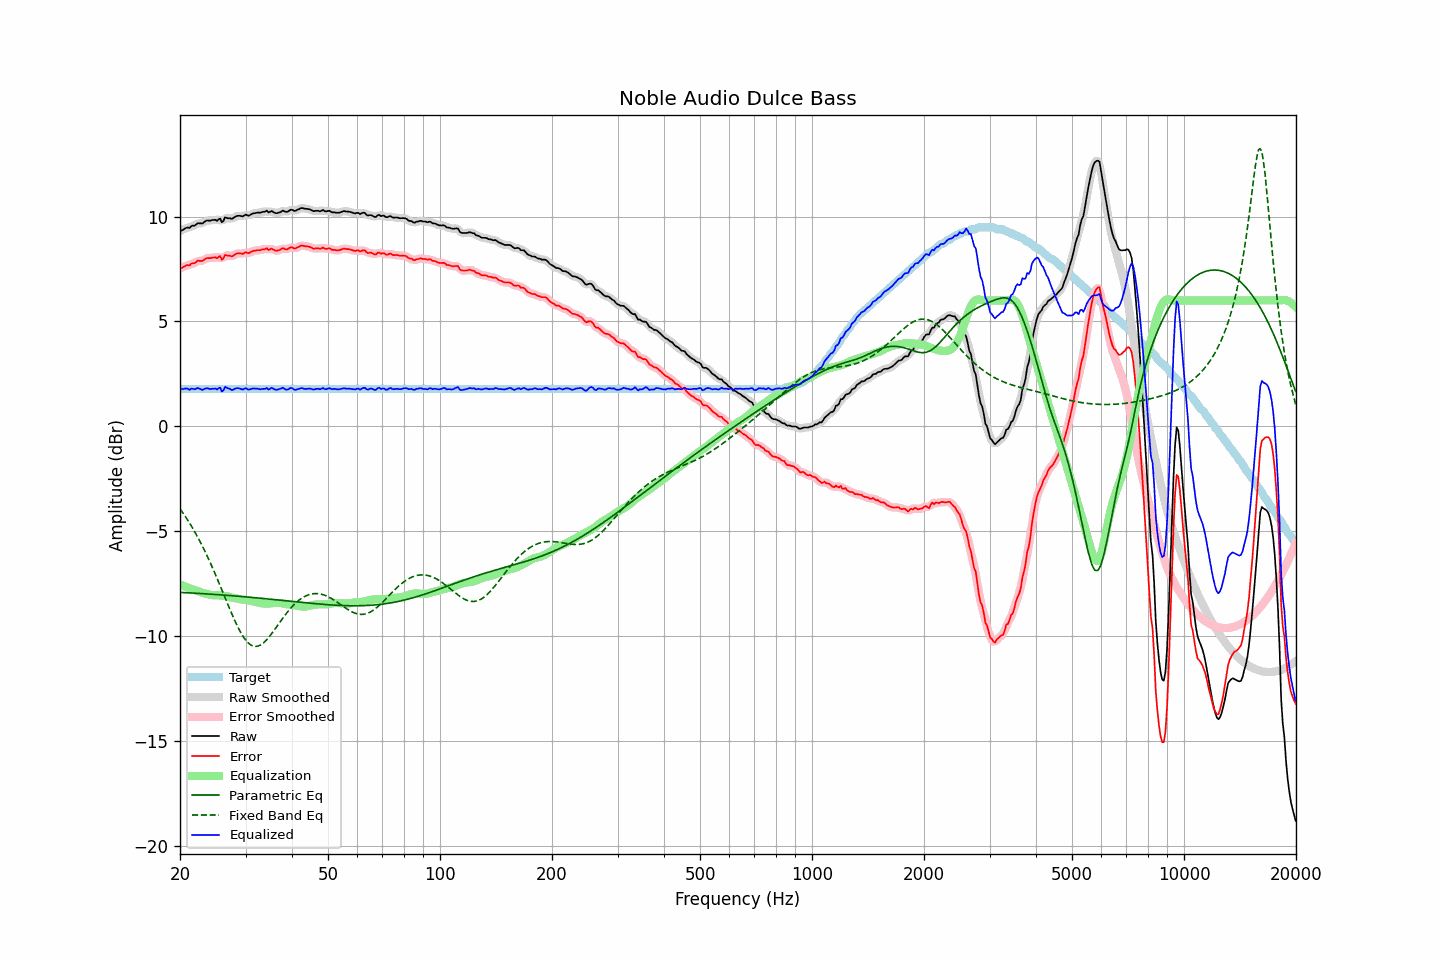 Noble Audio Dulce Bass
10
5
0
−5
−10
−15
−20
Amplitude (dBr)
Target
Raw Smoothed
Error Smoothed
Raw
Error
Equalization
Parametric Eq
Fixed Band Eq
Equalized
20 50 100 200 500 1000 2000 5000 10000 20000
Frequency (Hz)